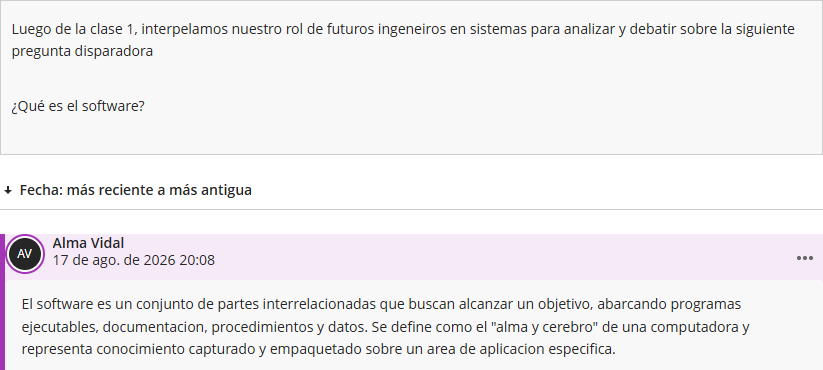 Luego de la clase 1, interpelamos nuestro rol de futuros ingeneiros en sistemas para analizar y debatir sobre la siguiente
pregunta disparadora
¿Qué es el software?
Fecha: más reciente a más antigua
AV
Alma Vidal
17 de ago. de 2026 20:08
El software es un conjunto de partes interrelacionadas que buscan alcanzar un objetivo, abarcando programas
ejecutables, documentacion, procedimientos y datos. Se define como el "alma y cerebro" de una computadora y
representa conocimiento capturado y empaquetado sobre un area de aplicacion especifica.